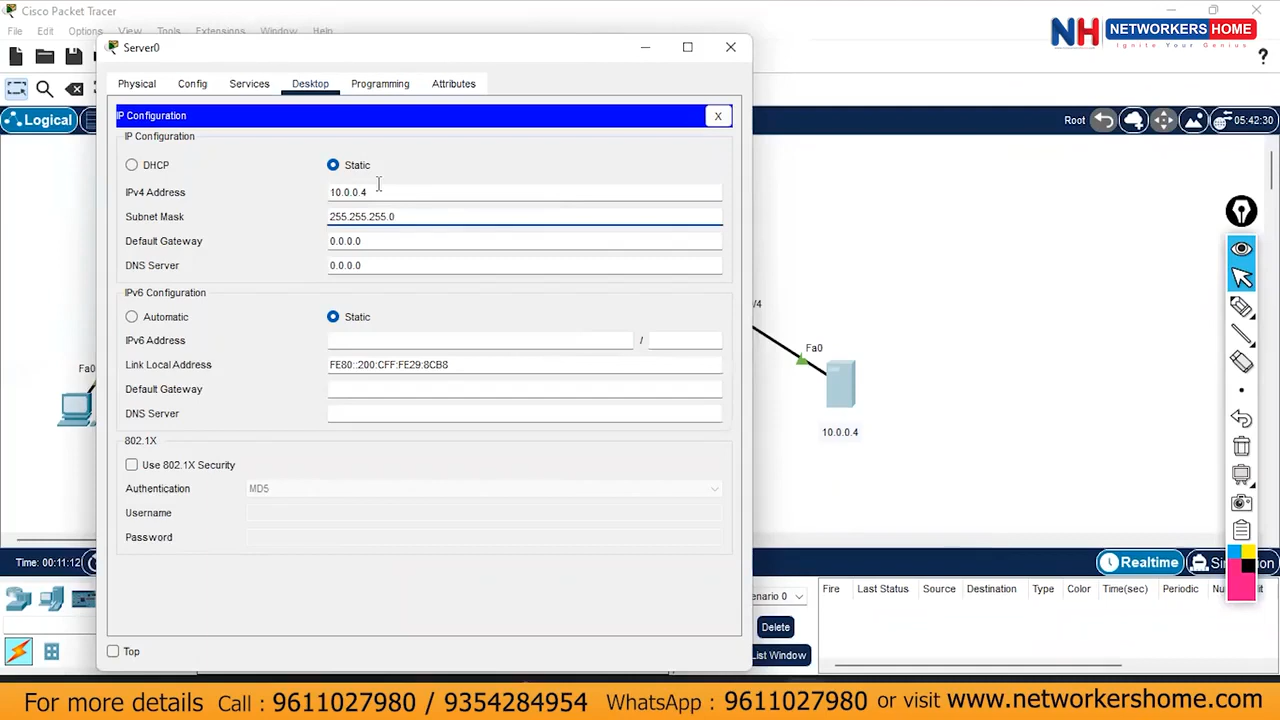 Cisco Packet Tracer
File Edit Options View Tools Extensions Window Help
NH NETWORKERS HOME
Ignite Your Genius
Server0
Physical Config Services Desktop Programming Attributes
Logical
Root 05:42:30
IP Configuration X
IP Configuration
DHCP Static
IPv4 Address 10.0.0.4
Subnet Mask 255.255.255.0
Default Gateway 0.0.0.0
DNS Server 0.0.0.0
IPv6 Configuration
Automatic Static
IPv6 Address /
Link Local Address FE80::200:CFF:FE29:8CB8
Default Gateway
DNS Server
802.1X
Use 802.1X Security
Authentication MD5
Username
Password
Top
/4
Fa0
Fa0
10.0.0.4
Time: 00:11:12
Realtime
enario 0
Fire Last Status Source Destination Type Color Time(sec) Periodic
Delete
List Window
For more details Call : 9611027980 / 9354284954 WhatsApp : 9611027980 or visit www.networkershome.com